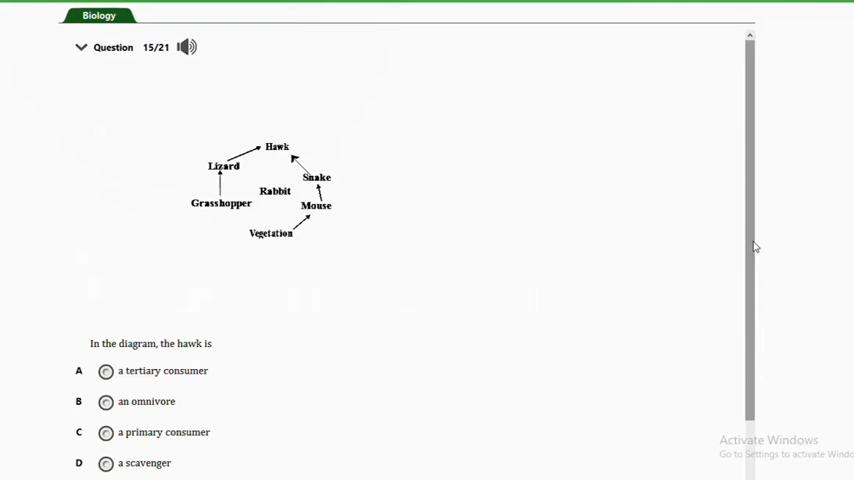 Biology
Question 15/21
Hawk
Lizard
Snake
Rabbit
Grasshopper
Mouse
Vegetation
In the diagram, the hawk is
A a tertiary consumer
B an omnivore
C a primary consumer
D a scavenger
Activate Windows
Go to Settings to activate Windo